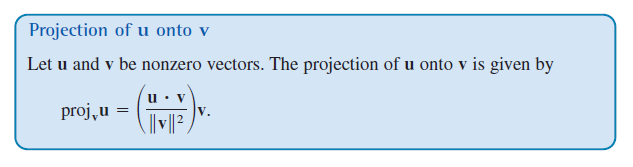 Projection of u onto v
Let u and v be nonzero vectors. The projection of u onto v is given by
proj_v u = (u · v / ‖v‖²) v.